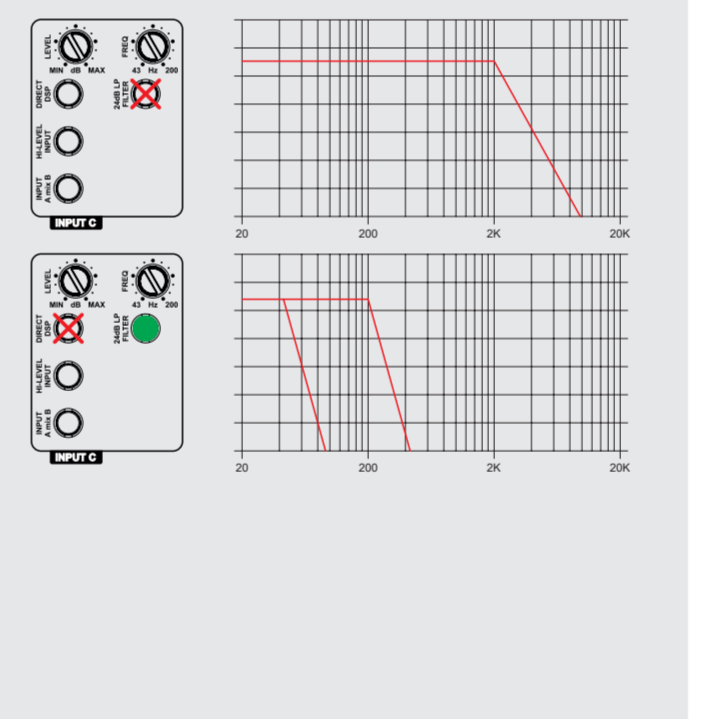 LEVEL
FREQ
MIN dB MAX
43 Hz 200
DIRECT
DSP
24dB LP
FILTER
HI-LEVEL
INPUT
INPUT
A mix B
INPUT C
20
200
2K
20K
LEVEL
FREQ
MIN dB MAX
43 Hz 200
DIRECT
DSP
24dB LP
FILTER
HI-LEVEL
INPUT
INPUT
A mix B
INPUT C
20
200
2K
20K